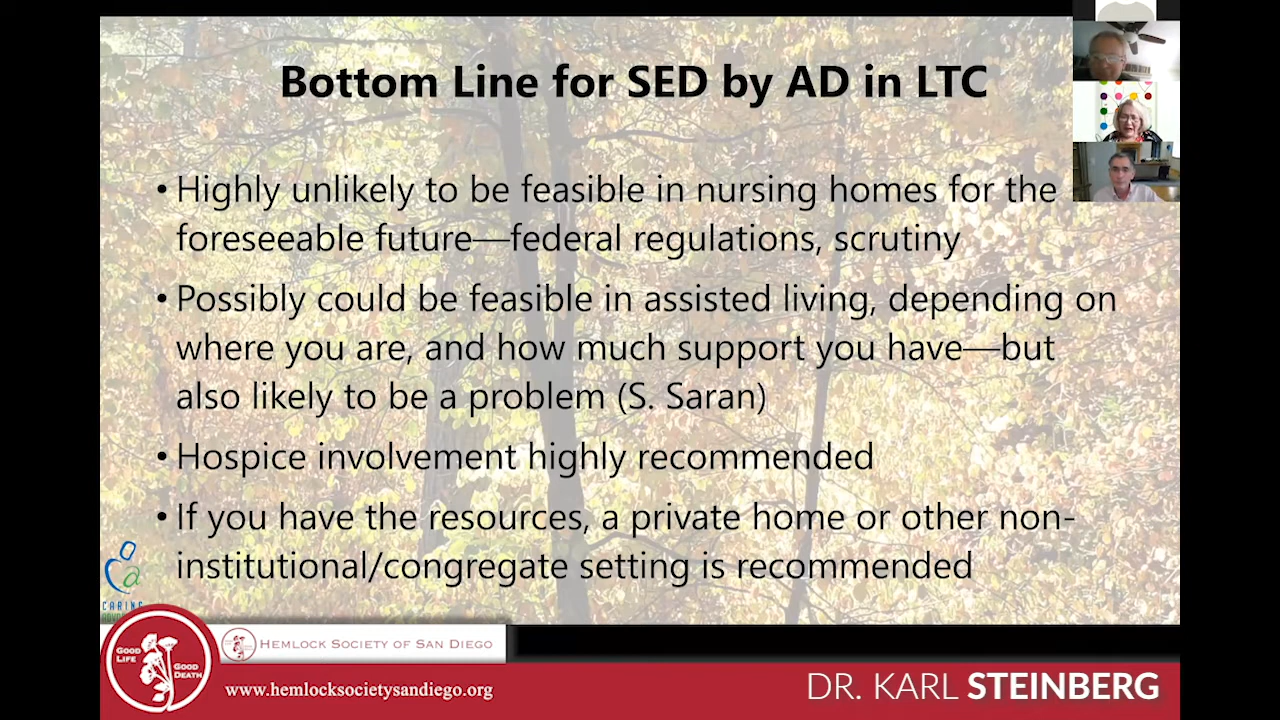 Bottom Line for SED by AD in LTC
• Highly unlikely to be feasible in nursing homes for the
foreseeable future—federal regulations, scrutiny
• Possibly could be feasible in assisted living, depending on
where you are, and how much support you have—but
also likely to be a problem (S. Saran)
• Hospice involvement highly recommended
• If you have the resources, a private home or other non-
institutional/congregate setting is recommended
CARING
GOOD
LIFE
GOOD
DEATH
HEMLOCK SOCIETY OF SAN DIEGO
www.hemlocksocietysandiego.org
DR. KARL STEINBERG